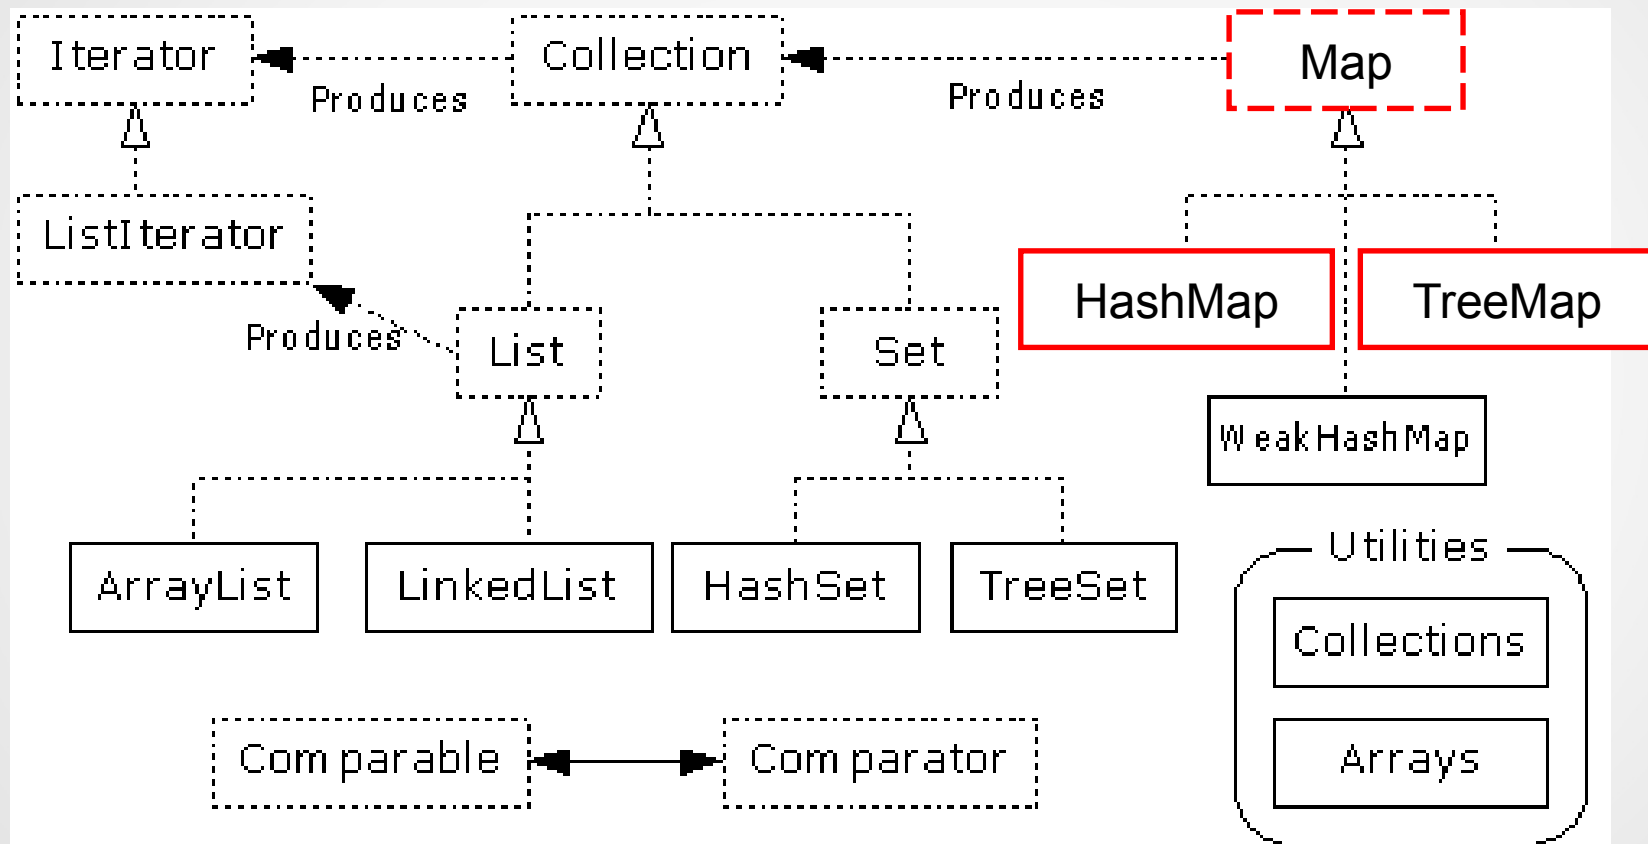 Iterator
Collection
Map
Produces
Produces
ListIterator
HashMap
TreeMap
Produces
List
Set
WeakHashMap
Utilities
ArrayList
LinkedList
HashSet
TreeSet
Collections
Comparable
Comparator
Arrays